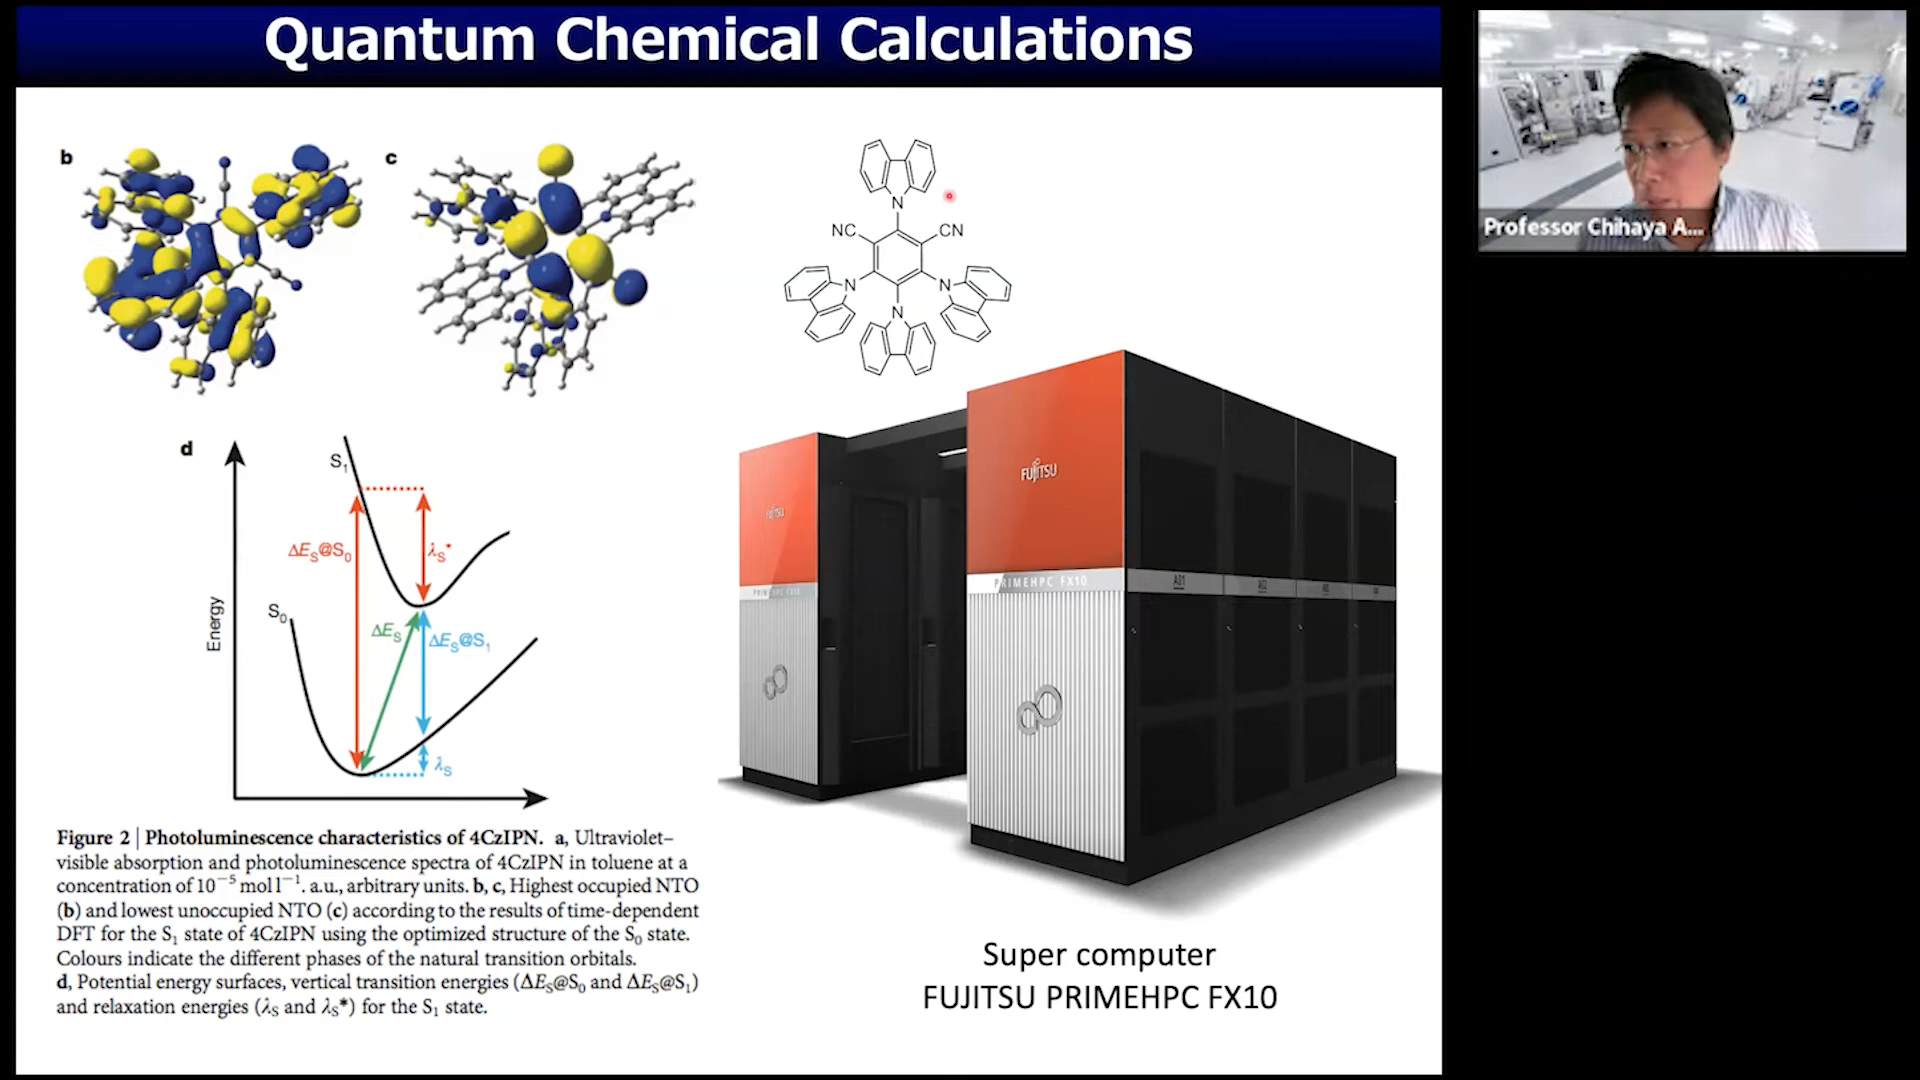 Quantum Chemical Calculations
Professor Chihaya A...
b
c
N
NC
CN
N
N
N
d
S₁
ΔE_S@S₀
λ_S*
S₀
ΔE_S
ΔE_S@S₁
λ_S
Energy
FUJITSU
FUJITSU
PRIMEHPC FX10
PRIMEHPC FX10
A01
A02
Figure 2 | Photoluminescence characteristics of 4CzIPN. a, Ultraviolet–
visible absorption and photoluminescence spectra of 4CzIPN in toluene at a
concentration of 10⁻⁵ mol l⁻¹. a.u., arbitrary units. b, c, Highest occupied NTO
(b) and lowest unoccupied NTO (c) according to the results of time-dependent
DFT for the S₁ state of 4CzIPN using the optimized structure of the S₀ state.
Colours indicate the different phases of the natural transition orbitals.
d, Potential energy surfaces, vertical transition energies (ΔE_S@S₀ and ΔE_S@S₁)
and relaxation energies (λ_S and λ_S*) for the S₁ state.
Super computer
FUJITSU PRIMEHPC FX10